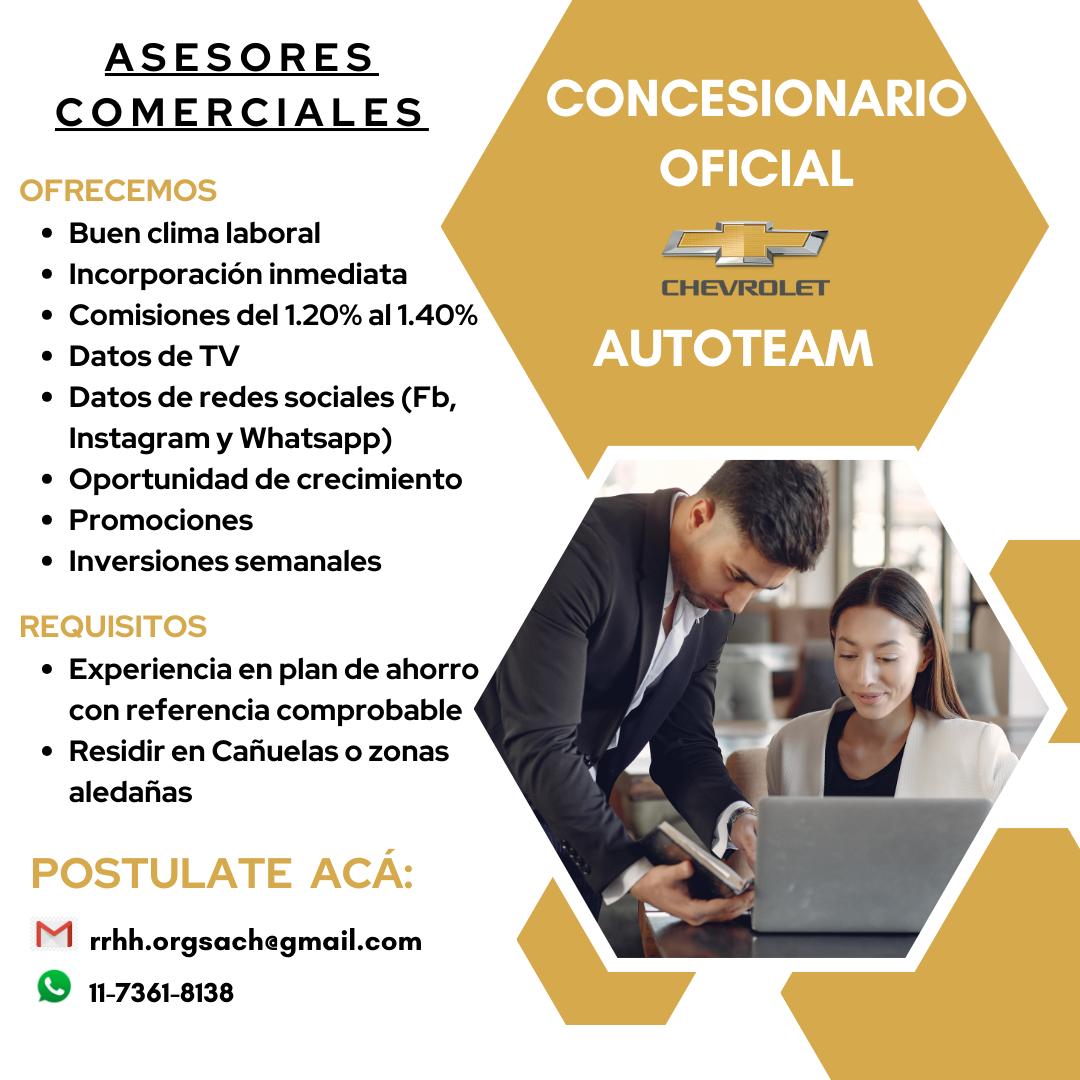 ASESORES
COMERCIALES
OFRECEMOS
• Buen clima laboral
• Incorporación inmediata
• Comisiones del 1.20% al 1.40%
• Datos de TV
• Datos de redes sociales (Fb,
Instagram y Whatsapp)
• Oportunidad de crecimiento
• Promociones
• Inversiones semanales
REQUISITOS
• Experiencia en plan de ahorro
con referencia comprobable
• Residir en Cañuelas o zonas
aledañas
POSTULATE ACÁ:
rrhh.orgsach@gmail.com
11-7361-8138
CONCESIONARIO
OFICIAL
CHEVROLET
AUTOTEAM